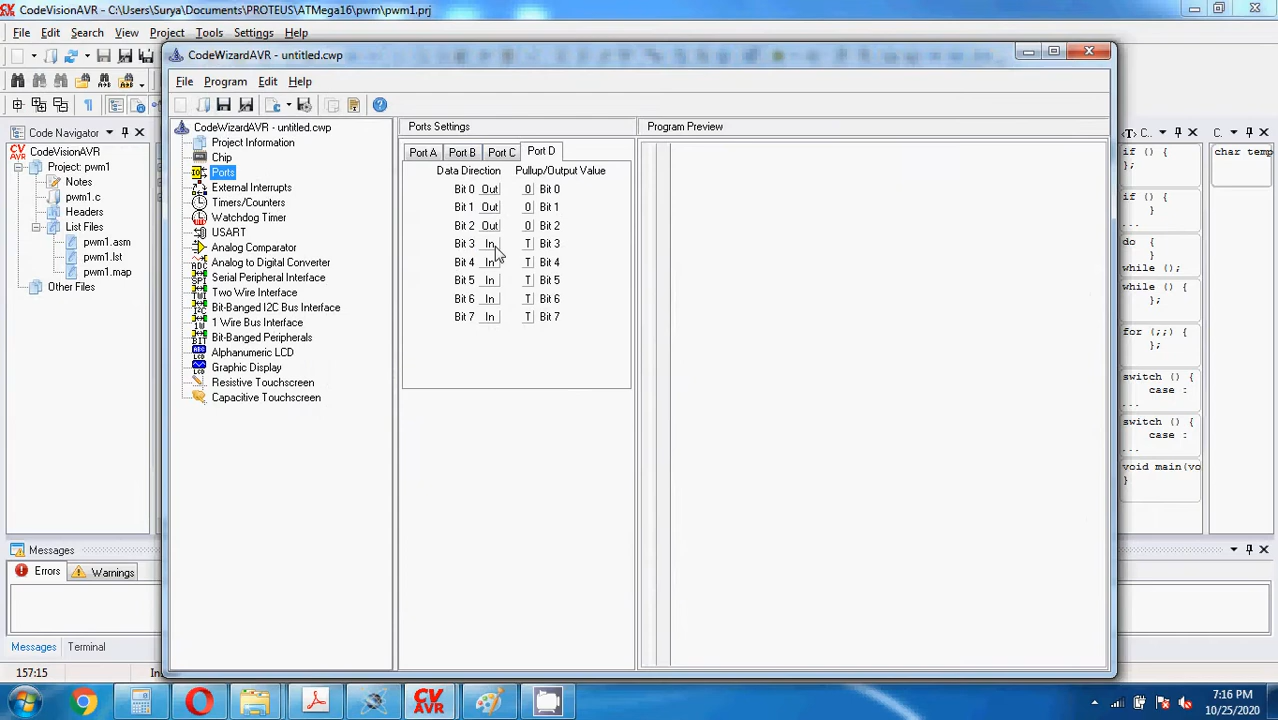 CodeVisionAVR - C:\Users\Surya\Documents\PROTEUS\ATMega16\pwm\pwm1.prj
File Edit Search View Project Tools Settings Help
CodeWizardAVR - untitled.cwp
File Program Edit Help
Code Navigator
CodeVisionAVR
Project: pwm1
Notes
pwm1.c
Headers
List Files
pwm1.asm
pwm1.lst
pwm1.map
Other Files
CodeWizardAVR - untitled.cwp
Project Information
Chip
Ports
External Interrupts
Timers/Counters
Watchdog Timer
USART
Analog Comparator
Analog to Digital Converter
Serial Peripheral Interface
Two Wire Interface
Bit-Banged I2C Bus Interface
1 Wire Bus Interface
Bit-Banged Peripherals
Alphanumeric LCD
Graphic Display
Resistive Touchscreen
Capacitive Touchscreen
Ports Settings
Port A Port B Port C Port D
Data Direction Pullup/Output Value
Bit 0 Out 0 Bit 0
Bit 1 Out 0 Bit 1
Bit 2 Out 0 Bit 2
Bit 3 In T Bit 3
Bit 4 In T Bit 4
Bit 5 In T Bit 5
Bit 6 In T Bit 6
Bit 7 In T Bit 7
Program Preview
C.
if () {
};
if () {
}
...
do {
while ();
while () {
};
for (;;) {
};
switch () {
case :
...
switch () {
case :
...
void main(vo
}
char temp
Messages
Errors Warnings
Messages Terminal
157:15
CV
AVR
7:16 PM
10/25/2020